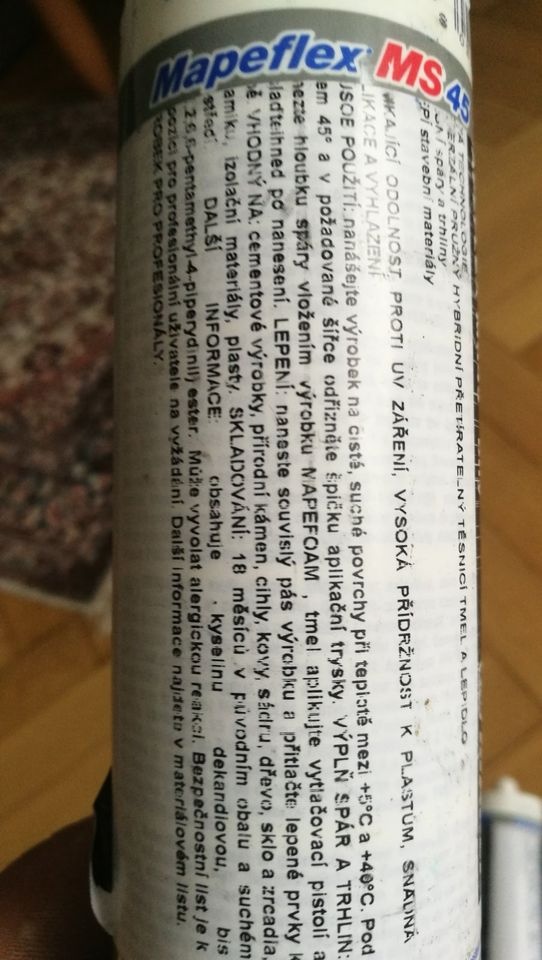 Mapeflex MS 45
HYBRIDNÍ PŘETÍRATELNÝ TĚSNICÍ TMEL A LEPIDLO
spáry a trhliny
stavební materiály
ODOLNOST PROTI UV ZÁŘENÍ, VYSOKÁ PŘÍDRŽNOST K PLASTŮM, SNADNÁ
A VYHLAZENÍ
POUŽITÍ: nanášejte výrobek na čisté, suché povrchy při teplotě mezi +5°C a +40°C. Pod
em 45° a v požadované šířce odřízněte špičku aplikační trysky. VÝPLŇ SPÁR A TRHLIN:
hloubku spáry vložením výrobku MAPEFOAM , tmel aplikujte vytlačovací pistolí a
ihned po nanesení. LEPENÍ: naneste souvislý pás výrobku a přitlačte lepené prvky k
VHODNÝ NA: cementové výrobky, přírodní kámen, cihly, kovy, sádru, dřevo, sklo a zrcadla,
amiku, izolační materiály, plasty. SKLADOVÁNÍ: 18 měsíců v původním obalu a suchém
DALŠÍ INFORMACE: obsahuje , kyselinu dekandiovou, bis
2,6,6-pentamethyl-4-piperydinil) ester. Může vyvolat alergickou reakci. Bezpečnostní list je k
pozici pro profesionální uživatele na vyžádání. Další informace najdete v materiálovém listu.
PRO PROFESIONÁLY.